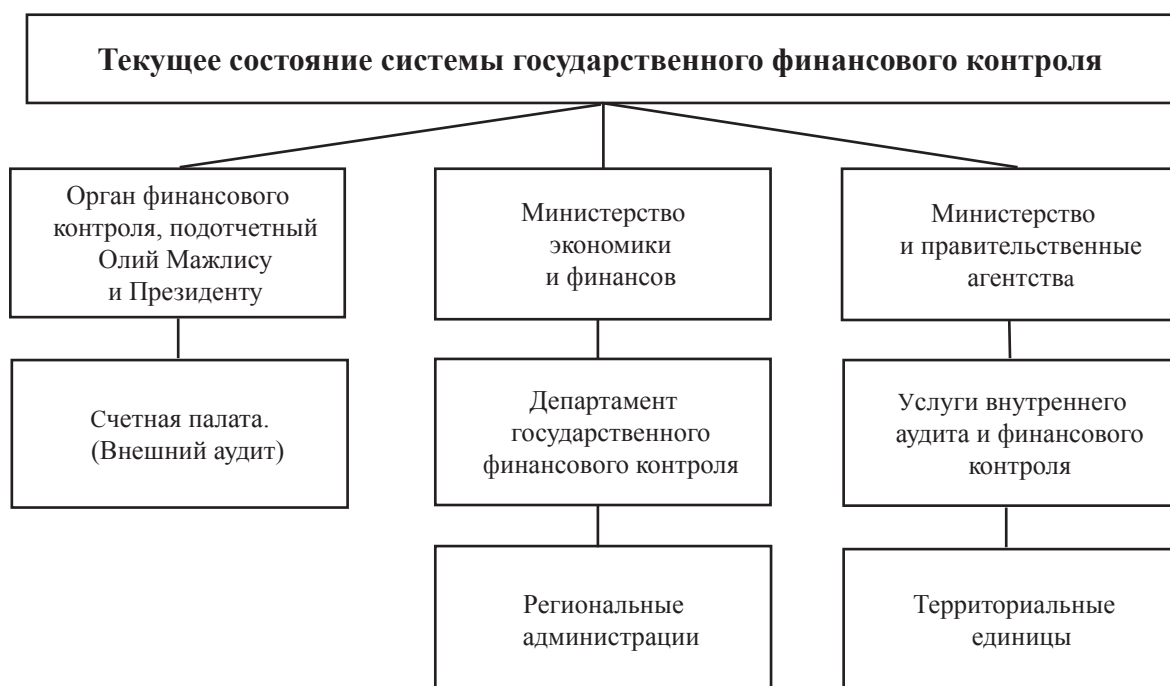 Текущее состояние системы государственного финансового контроля
Орган финансового
контроля, подотчетный
Олий Мажлису
и Президенту
Министерство
экономики
и финансов
Министерство
и правительственные
агентства
Счетная палата.
(Внешний аудит)
Департамент
государственного
финансового контроля
Услуги внутреннего
аудита и финансового
контроля
Региональные
администрации
Территориальные
единицы